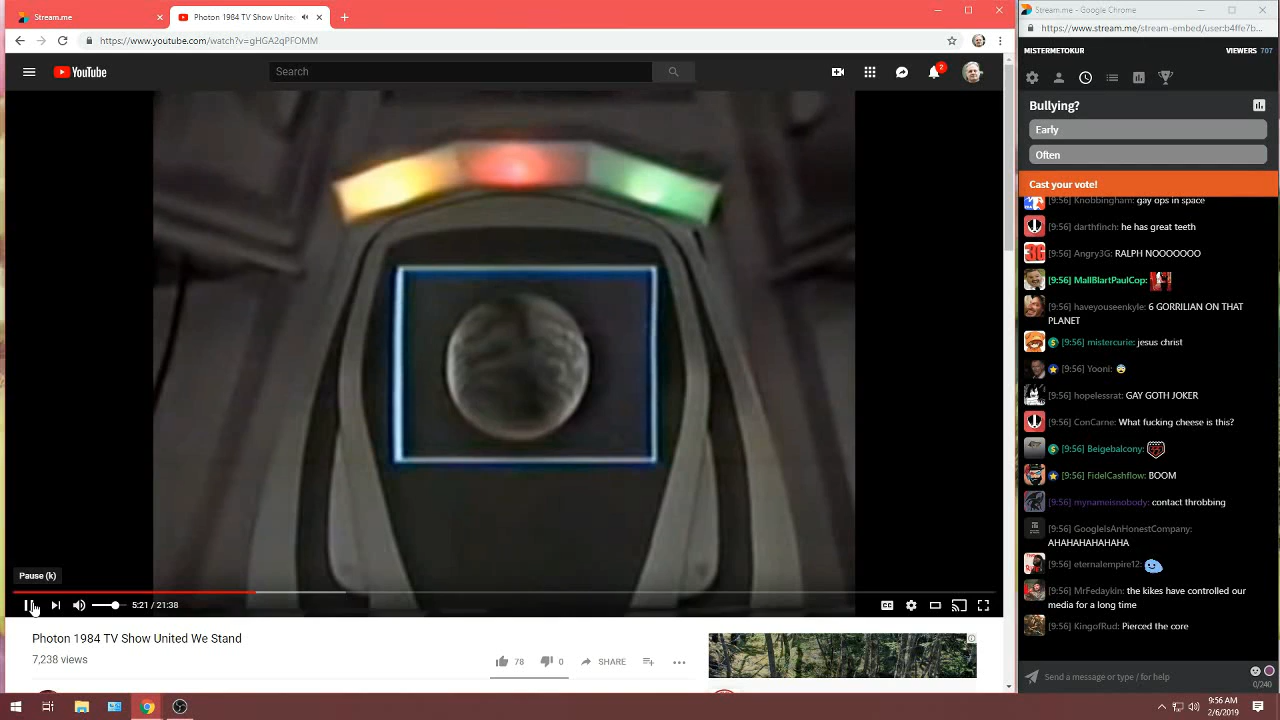 Stream.me
Photon 1984 TV Show Unite
Stream.me - Google Chrome
https://www.youtube.com/watch?v=gHGA2qPFOMM
https://www.stream.me/stream-embed/user:b4ffe7b...
MISTERMETOKUR
VIEWERS 707
YouTube
Search
2
Bullying?
Early
Often
Cast your vote!
[9:56] Knobbingham: gay ops in space
[9:56] darthfinch: he has great teeth
[9:56] Angry3G: RALPH NOOOOOOO
[9:56] MallBlartPaulCop:
[9:56] haveyouseenkyle: 6 GORRILIAN ON THAT
PLANET
[9:56] mistercurie: jesus christ
[9:56] Yooni:
[9:56] hopelessrat: GAY GOTH JOKER
[9:56] ConCarne: What fucking cheese is this?
[9:56] Beigebalcony:
[9:56] FidelCashflow: BOOM
[9:56] mynameisnobody: contact throbbing
[9:56] GoogleIsAnHonestCompany:
AHAHAHAHAHAHA
[9:56] eternalempire12:
[9:56] MrFedaykin: the kikes have controlled our
media for a long time
[9:56] KingofRud: Pierced the core
Pause (k)
5:21 / 21:38
CC
Photon 1984 TV Show United We Stand
7,238 views
78
0
SHARE
Send a message or type / for help
0/240
9:56 AM
2/6/2019